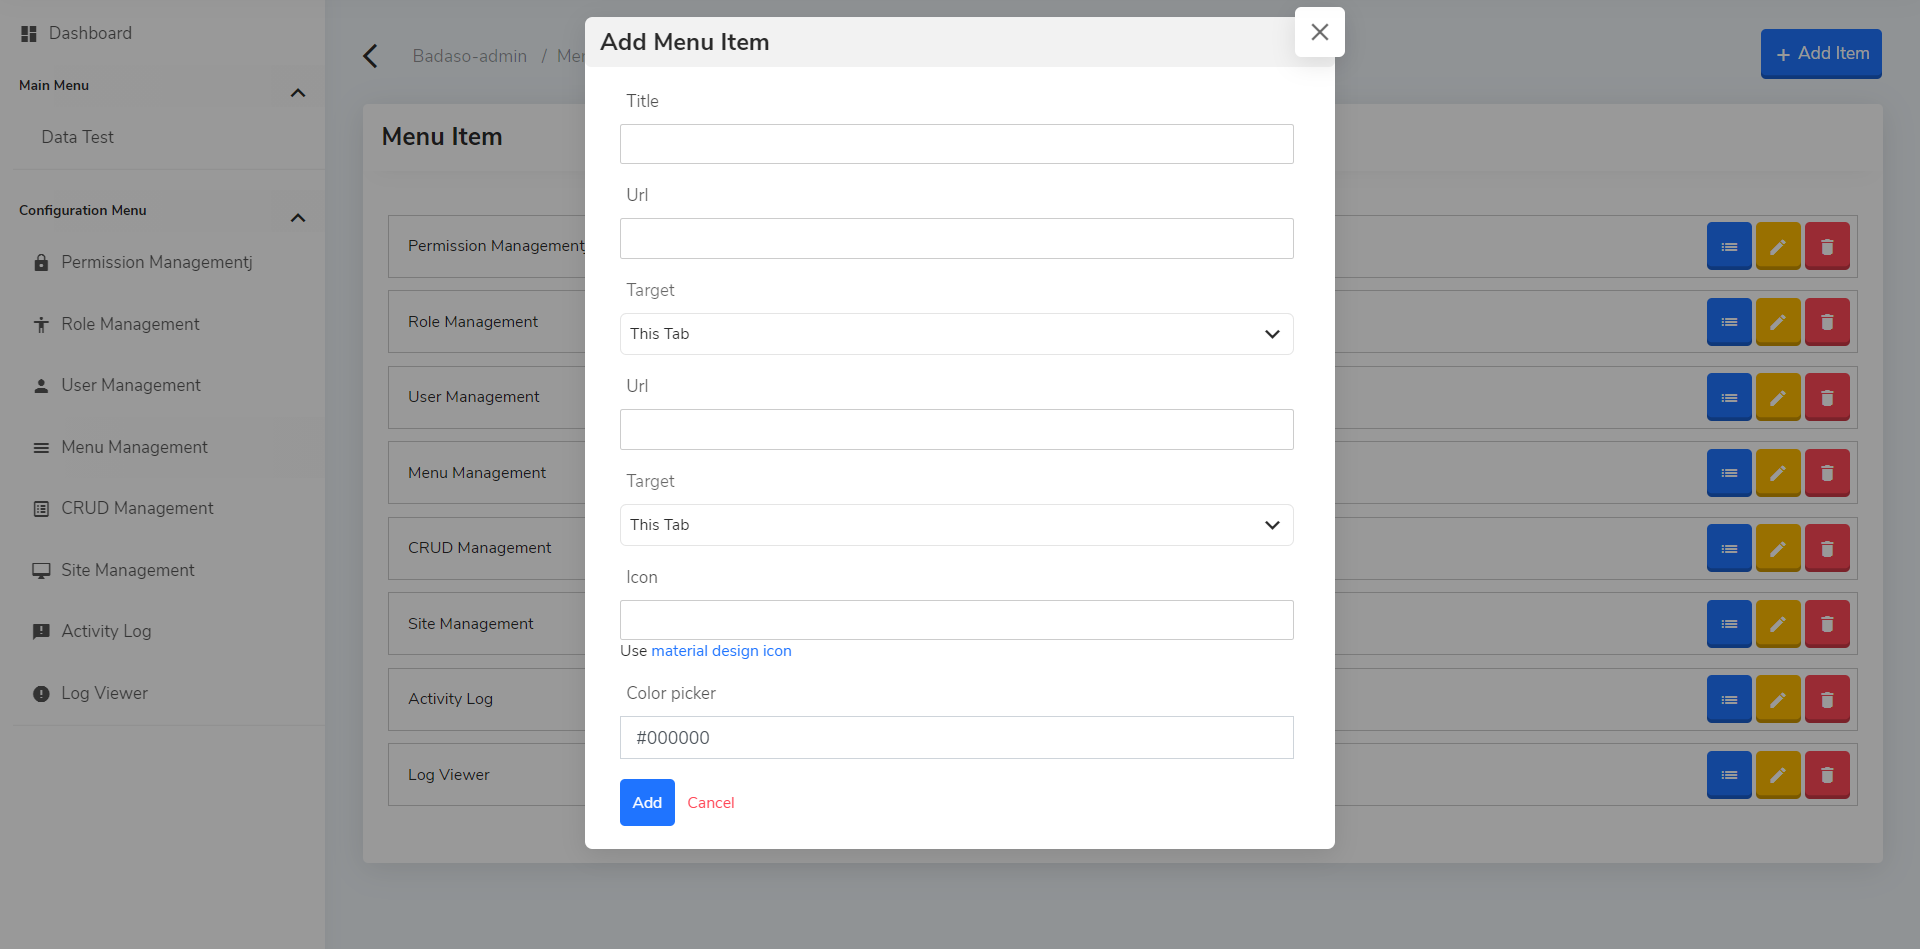 Dashboard
Main Menu
Data Test
Configuration Menu
Permission Managementj
Role Management
User Management
Menu Management
CRUD Management
Site Management
Activity Log
Log Viewer
Badaso-admin /
+ Add Item
Menu Item
Permission Managementj
Role Management
User Management
Menu Management
CRUD Management
Site Management
Activity Log
Log Viewer
Add Menu Item
Title
Url
Target
This Tab
Url
Target
This Tab
Icon
Use material design icon
Color picker
#000000
Add Cancel